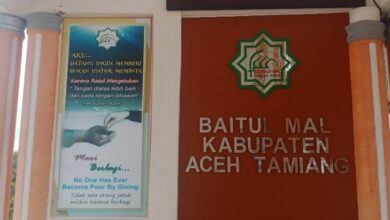 AKU...
DATANG INGIN MEMBERI
BUKAN UNTUK MEMINTA
Karena Rasul Mengatakan
"Tangan diatas lebih baik
dari pada tangan dibawah"
Mari
Berbagi...
No One Has Ever
Become Poor By Giving
Tidak ada orang jatuh
miskin karena berbagi
BAITUL MAL
KABUPATEN
ACEH TAMIANG